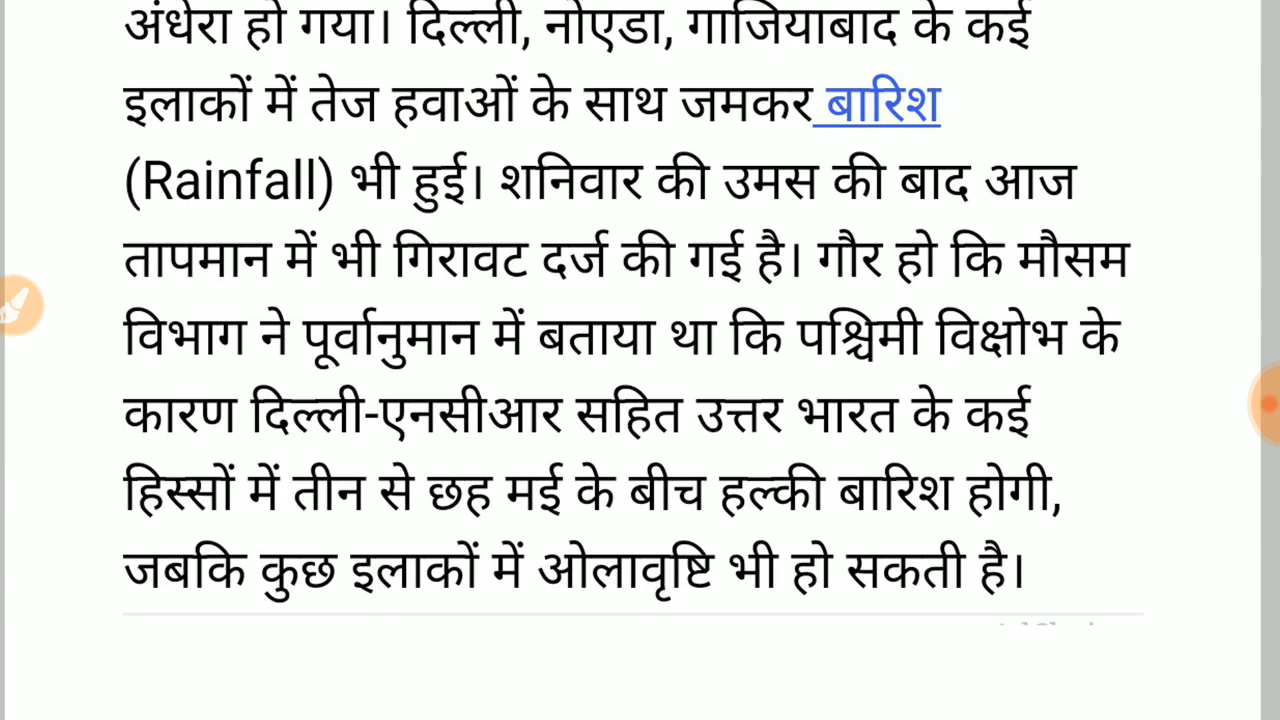 अंधेरा हो गया। दिल्ली, नोएडा, गाजियाबाद के कई
इलाकों में तेज हवाओं के साथ जमकर बारिश
(Rainfall) भी हुई। शनिवार की उमस की बाद आज
तापमान में भी गिरावट दर्ज की गई है। गौर हो कि मौसम
विभाग ने पूर्वानुमान में बताया था कि पश्चिमी विक्षोभ के
कारण दिल्ली-एनसीआर सहित उत्तर भारत के कई
हिस्सों में तीन से छह मई के बीच हल्की बारिश होगी,
जबकि कुछ इलाकों में ओलावृष्टि भी हो सकती है।